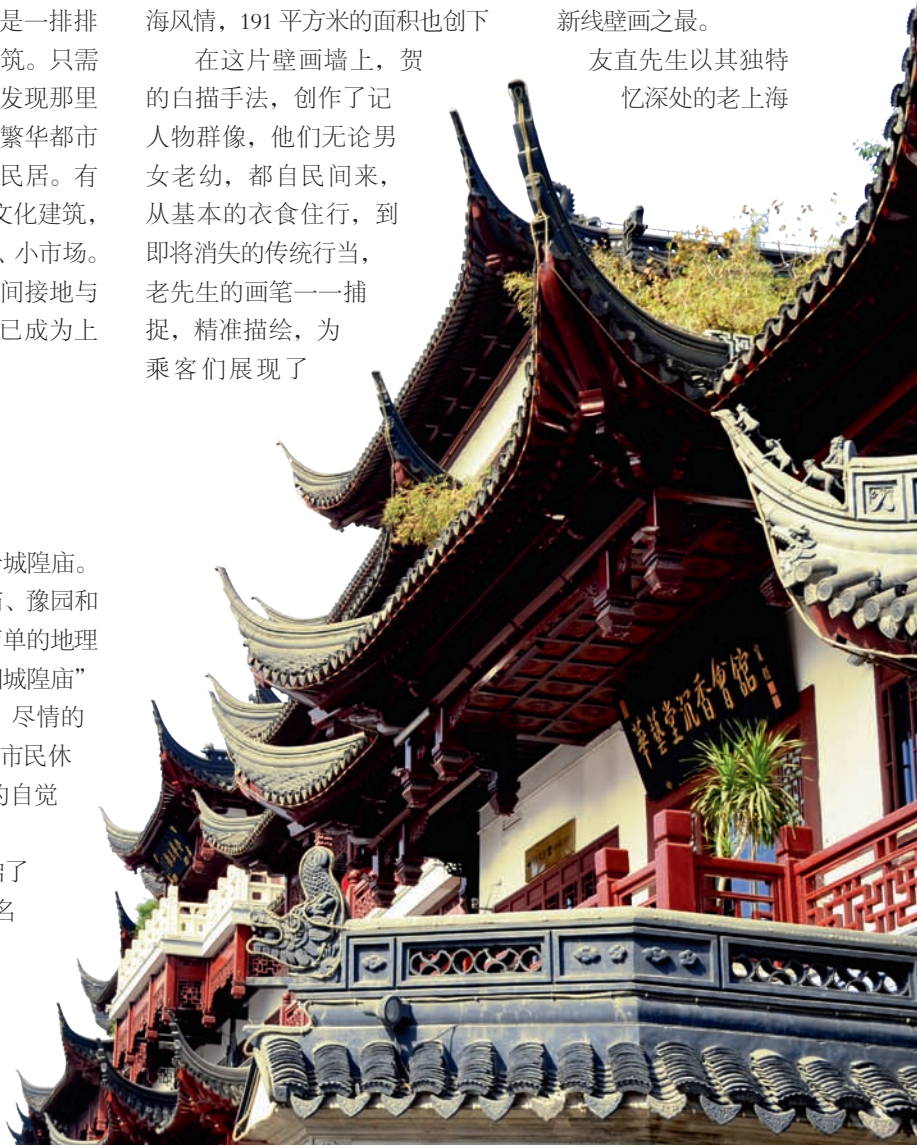 是一排排
筑。只需
发现那里
繁华都市
民居。有
文化建筑，
、小市场。
间接地与
已成为上
海风情，191 平方米的面积也创下
新线壁画之最。
在这片壁画墙上，贺
友直先生以其独特
的白描手法，创作了记
忆深处的老上海
人物群像，他们无论男
女老幼，都自民间来，
从基本的衣食住行，到
即将消失的传统行当，
老先生的画笔一一捕
捉，精准描绘，为
乘客们展现了
城隍庙。
、豫园和
单的地理
城隍庙”
尽情的
市民休
的自觉
了
名
華藝堂沉香會館